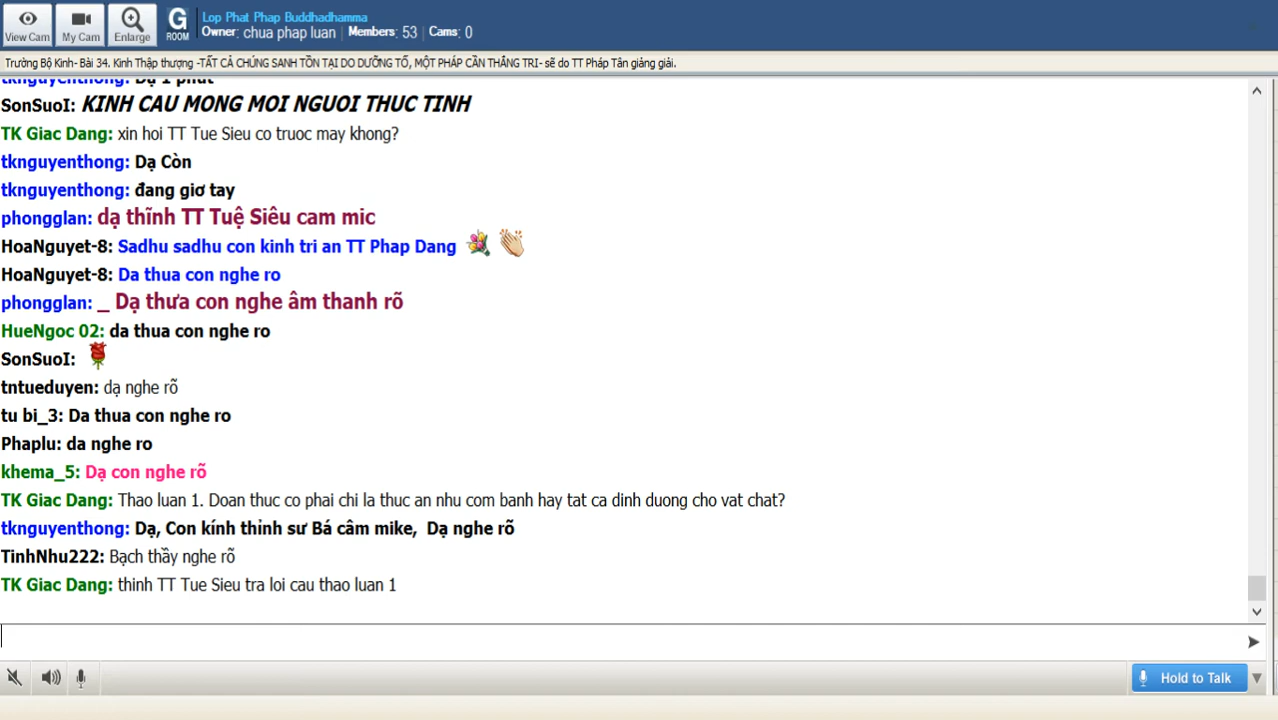 View Cam
My Cam
Enlarge
G
ROOM
Lop Phat Phap Buddhadhamma
Owner: chua phap luan | Members: 53 | Cams: 0
Trường Bộ Kinh- Bài 34. Kinh Thập thượng -TẤT CẢ CHÚNG SANH TỒN TẠI DO DƯỠNG TỐ, MỘT PHÁP CẦN THẮNG TRI- sẽ do TT Pháp Tân giảng giải.
tknguyenthong: Dạ 1 phút
SonSuoI: KINH CAU MONG MOI NGUOI THUC TINH
TK Giac Dang: xin hoi TT Tue Sieu co truoc may khong?
tknguyenthong: Dạ Còn
tknguyenthong: đang giơ tay
phongglan: dạ thĩnh TT Tuệ Siêu cam mic
HoaNguyet-8: Sadhu sadhu con kinh tri an TT Phap Dang
HoaNguyet-8: Da thua con nghe ro
phongglan: _ Dạ thưa con nghe âm thanh rõ
HueNgoc 02: da thua con nghe ro
SonSuoI:
tntueduyen: dạ nghe rõ
tu bi_3: Da thua con nghe ro
Phaplu: da nghe ro
khema_5: Dạ con nghe rõ
TK Giac Dang: Thao luan 1. Doan thuc co phai chi la thuc an nhu com banh hay tat ca dinh duong cho vat chat?
tknguyenthong: Dạ, Con kính thỉnh sư Bá câm mike, Dạ nghe rõ
TinhNhu222: Bạch thầy nghe rõ
TK Giac Dang: thinh TT Tue Sieu tra loi cau thao luan 1
Hold to Talk